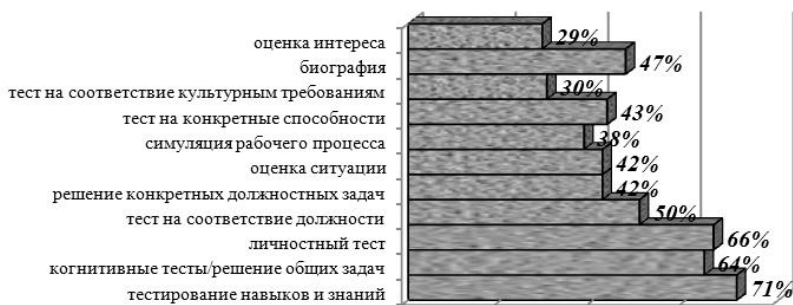 оценка интереса 29%
биография 47%
тест на соответствие культурным требованиям 30%
тест на конкретные способности 43%
симуляция рабочего процесса 38%
оценка ситуации 42%
решение конкретных должностных задач 42%
тест на соответствие должности 50%
личностный тест 66%
когнитивные тесты/решение общих задач 64%
тестирование навыков и знаний 71%